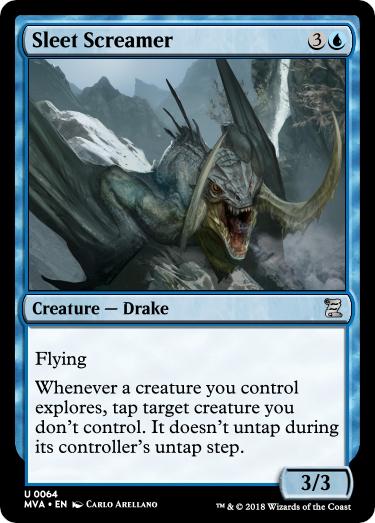 Sleet Screamer 3
Creature — Drake
Flying
Whenever a creature you control
explores, tap target creature you
don't control. It doesn't untap during
its controller's untap step.
3/3
U 0064
MVA • EN Carlo Arellano
™ & © 2018 Wizards of the Coast